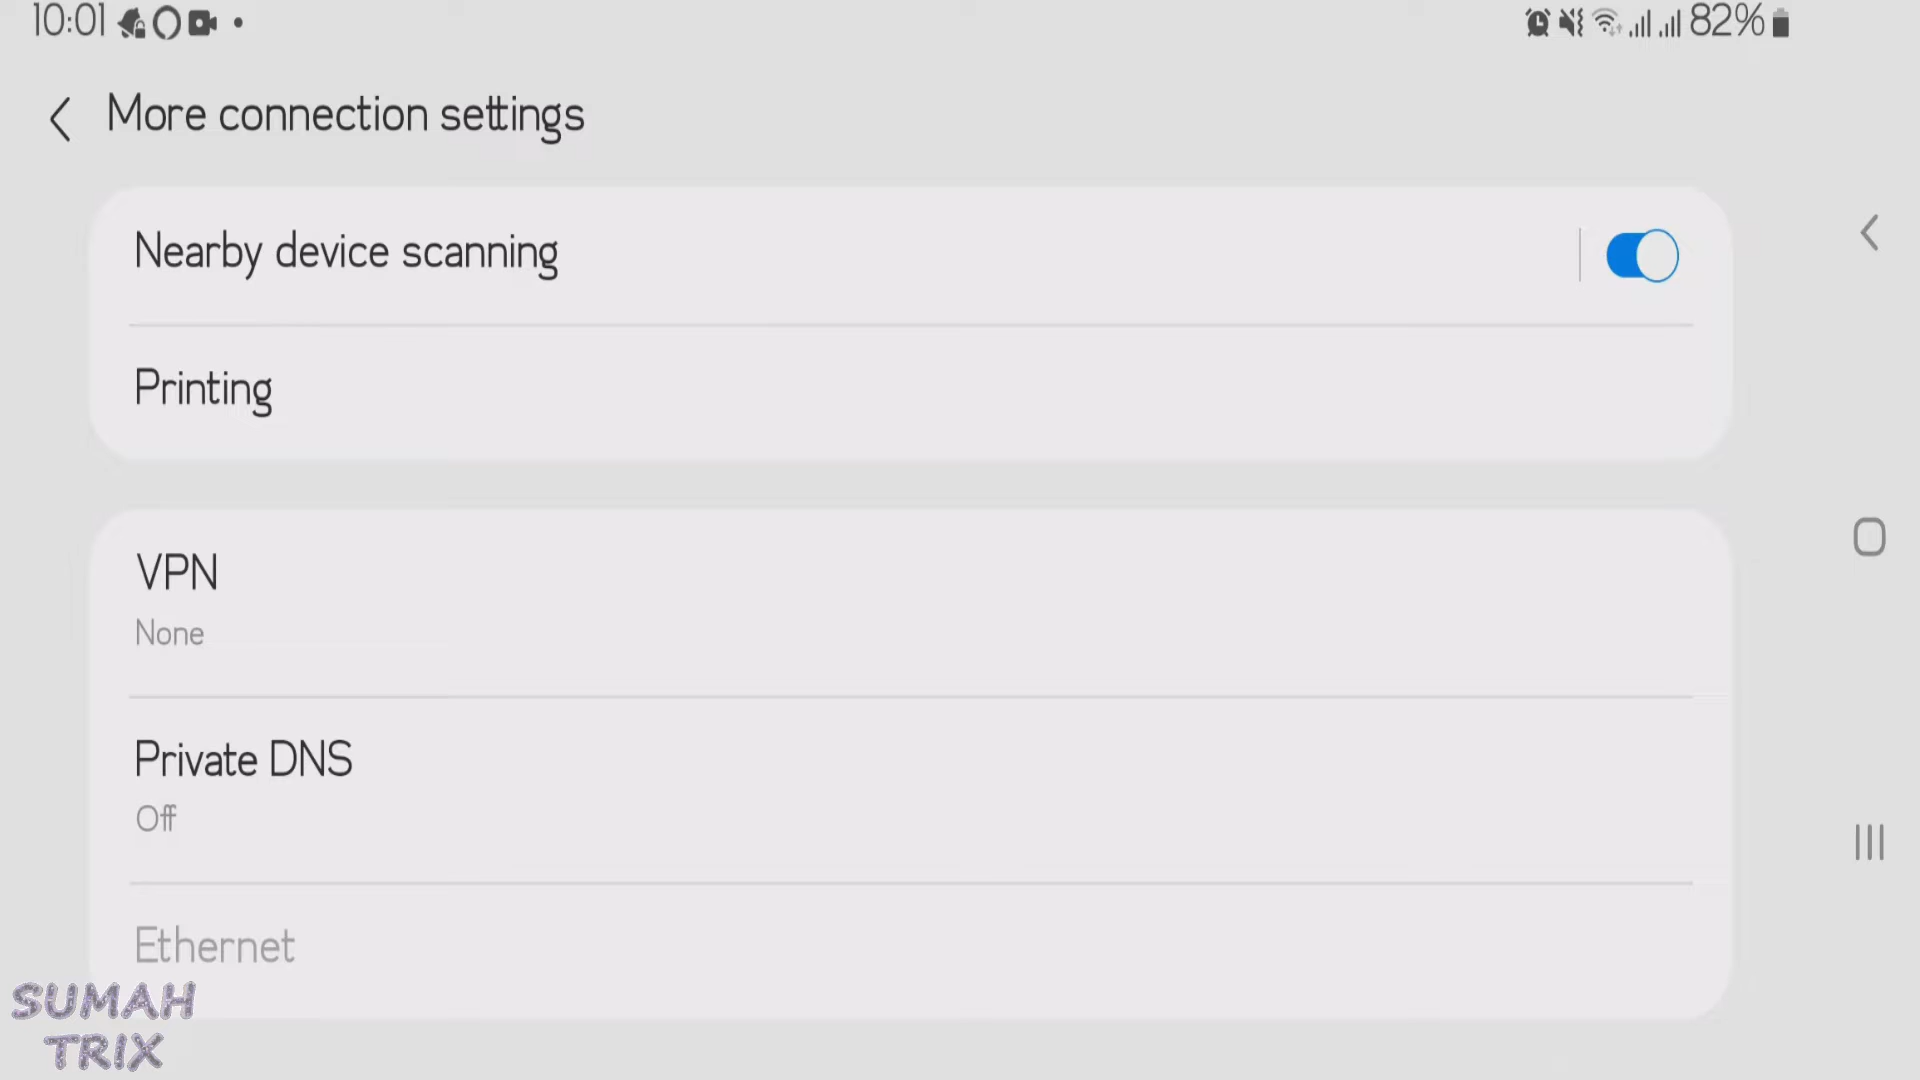 10:01
82%
More connection settings
Nearby device scanning
Printing
VPN
None
Private DNS
Off
Ethernet
SUMAH
TRIX